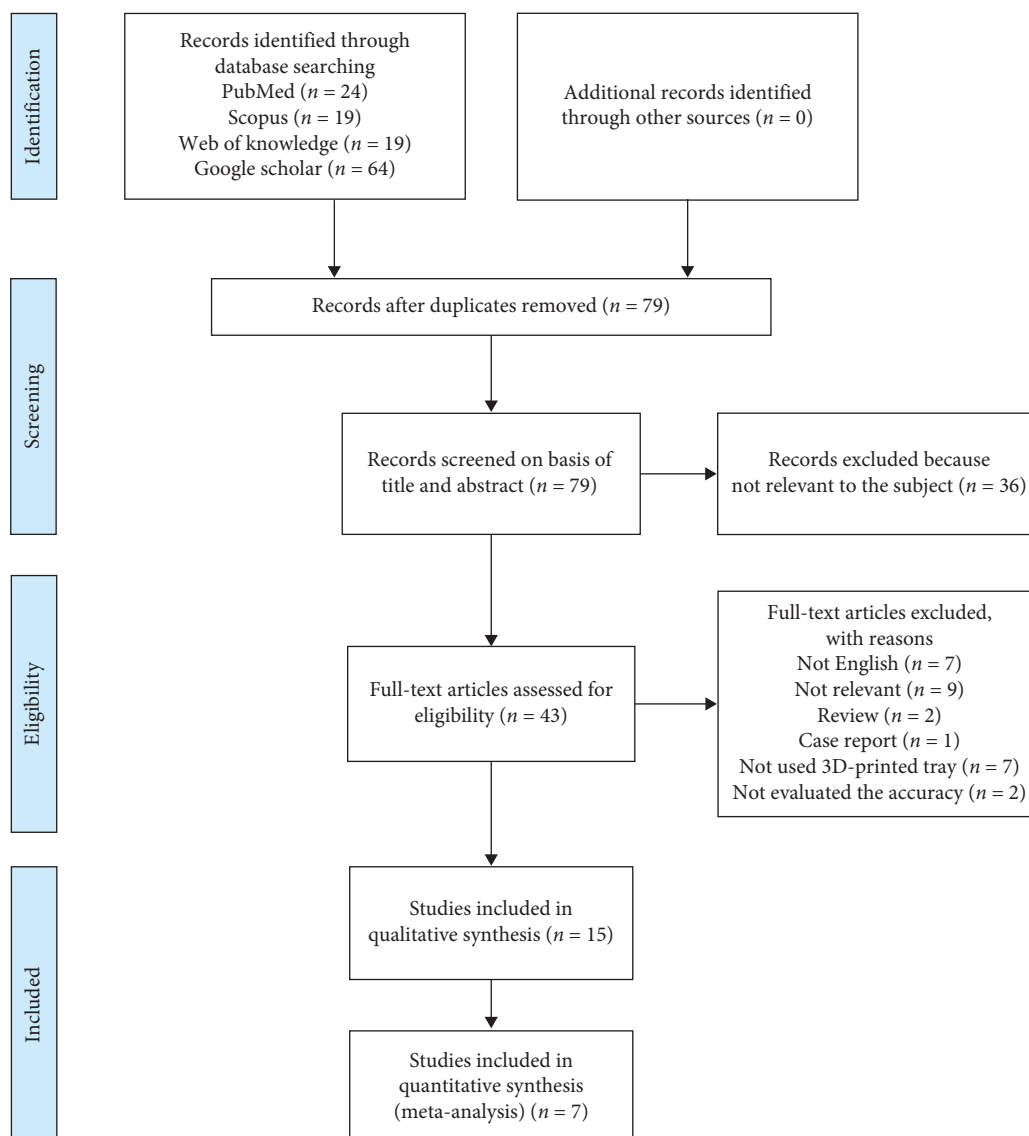 Identification
Records identified through
database searching
PubMed (n = 24)
Scopus (n = 19)
Web of knowledge (n = 19)
Google scholar (n = 64)
Additional records identified
through other sources (n = 0)
Screening
Records after duplicates removed (n = 79)
Records screened on basis of
title and abstract (n = 79)
Records excluded because
not relevant to the subject (n = 36)
Eligibility
Full-text articles assessed for
eligibility (n = 43)
Full-text articles excluded,
with reasons
Not English (n = 7)
Not relevant (n = 9)
Review (n = 2)
Case report (n = 1)
Not used 3D-printed tray (n = 7)
Not evaluated the accuracy (n = 2)
Included
Studies included in
qualitative synthesis (n = 15)
Studies included in
quantitative synthesis
(meta-analysis) (n = 7)